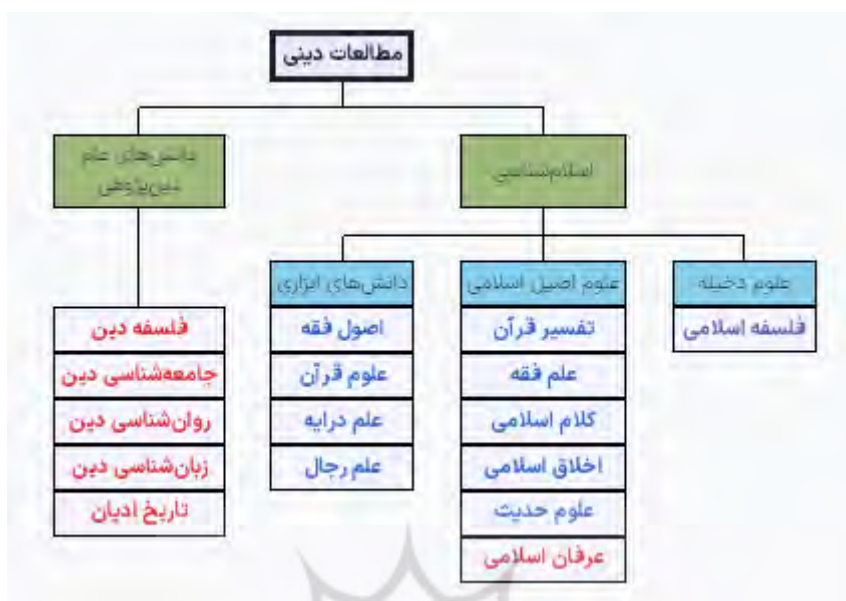 مطالعات دینی
اسلام‌شناسی
دانش‌های عام
دین‌پژوهی
علوم دخیله
علوم اصیل اسلامی
دانش‌های ابزاری
فلسفه اسلامی
تفسیر قرآن
علم فقه
کلام اسلامی
اخلاق اسلامی
علوم حدیث
عرفان اسلامی
اصول فقه
علوم قرآن
علم درایه
علم رجال
فلسفه دین
جامعه‌شناسی دین
روان‌شناسی دین
زبان‌شناسی دین
تاریخ ادیان